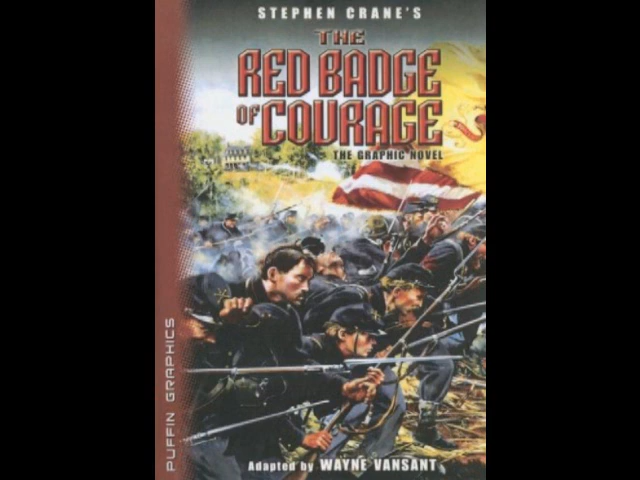 STEPHEN CRANE'S
THE
RED BADGE
OF COURAGE
THE GRAPHIC NOVEL
PUFFIN GRAPHICS
Adapted by WAYNE VANSANT